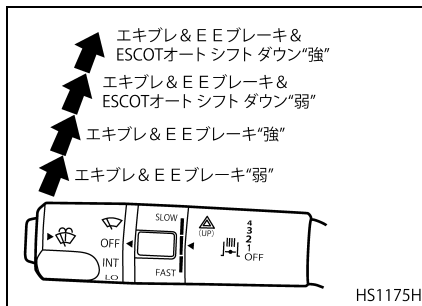 エキブレ&EEブレーキ&
ESCOTオート シフト ダウン“強”
エキブレ&EEブレーキ&
ESCOTオート シフト ダウン“弱”
エキブレ&EEブレーキ“強”
エキブレ&EEブレーキ“弱”
SLOW
OFF
INT
LO
FAST
(UP)
4
3
2
1
OFF
HS1175H